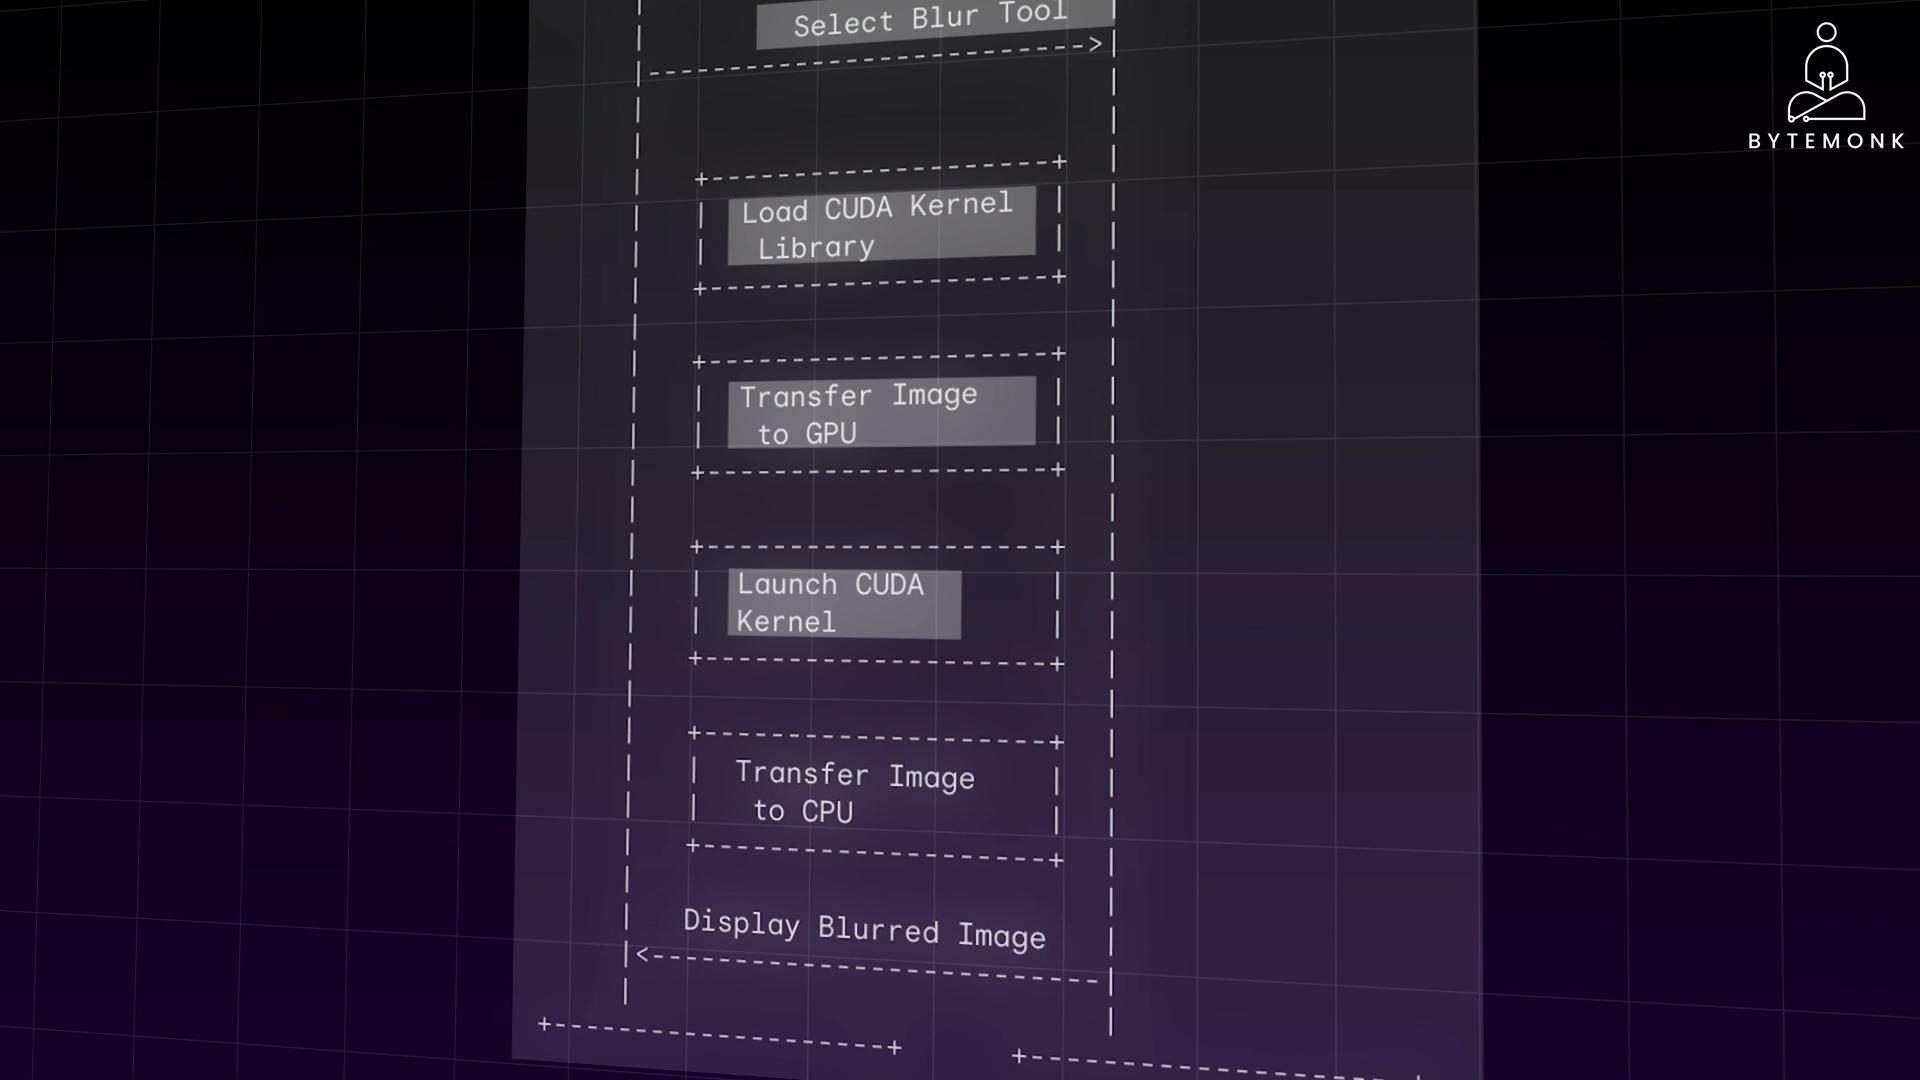 Select Blur Tool
BYTEMONK
Load CUDA Kernel
Library
Transfer Image
to GPU
Launch CUDA
Kernel
Transfer Image
to CPU
Display Blurred Image